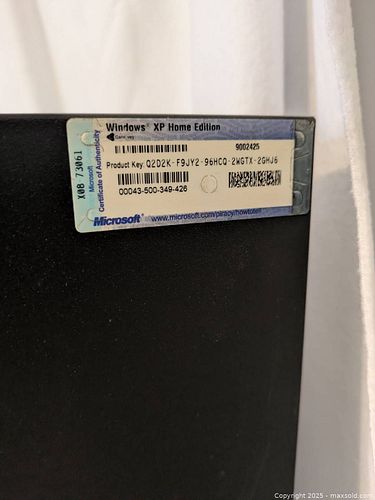 Windows® XP Home Edition
9002425
Product Key: Q2D2K-F9JY2-96HCQ-2WGTX-2GHJ6
00043-500-349-426
Microsoft® www.microsoft.com/piracy/howtotell
X0B 73061
Microsoft
Certificate of Authenticity
Copyright 2025 - maxsold.com